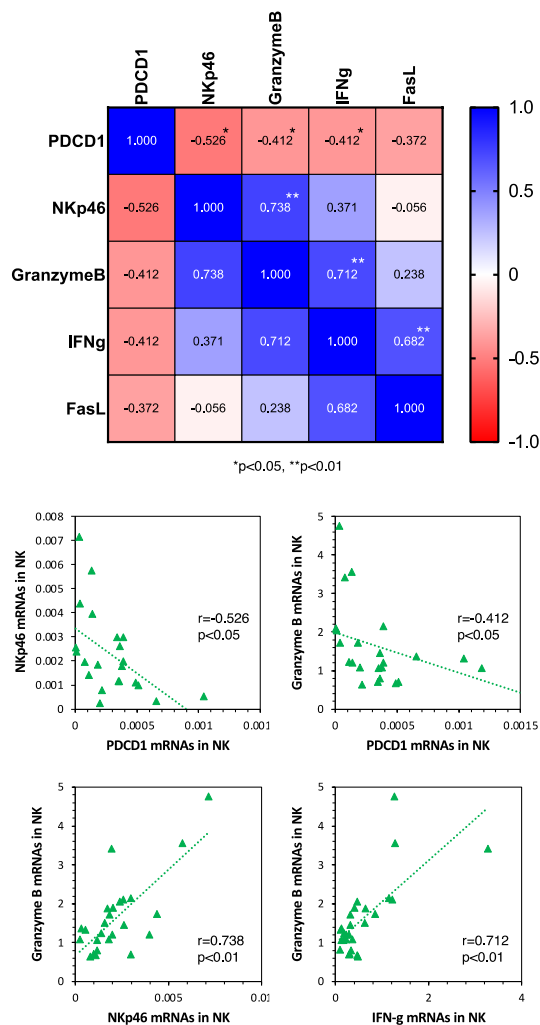 PDCD1 NKp46 GranzymeB IFNg FasL
PDCD1 1.000 -0.526* -0.412* -0.412* -0.372
NKp46 -0.526 1.000 0.738** 0.371 -0.056
GranzymeB -0.412 0.738 1.000 0.712** 0.238
IFNg -0.412 0.371 0.712 1.000 0.682**
FasL -0.372 -0.056 0.238 0.682 1.000
1.0
0.5
0
-0.5
-1.0
*p<0.05, **p<0.01
NKp46 mRNAs in NK
0.008
0.007
0.006
0.005
0.004
0.003
0.002
0.001
0
r=-0.526
p<0.05
0 0.0005 0.001 0.001
PDCD1 mRNAs in NK
Granzyme B mRNAs in NK
5
4
3
2
1
0
r=-0.412
p<0.05
0 0.0005 0.001 0.0015
PDCD1 mRNAs in NK
Granzyme B mRNAs in NK
5
4
3
2
1
0
r=0.738
p<0.01
0 0.005 0.01
NKp46 mRNAs in NK
Granzyme B mRNAs in NK
5
4
3
2
1
0
r=0.712
p<0.01
0 2 4
IFN-g mRNAs in NK